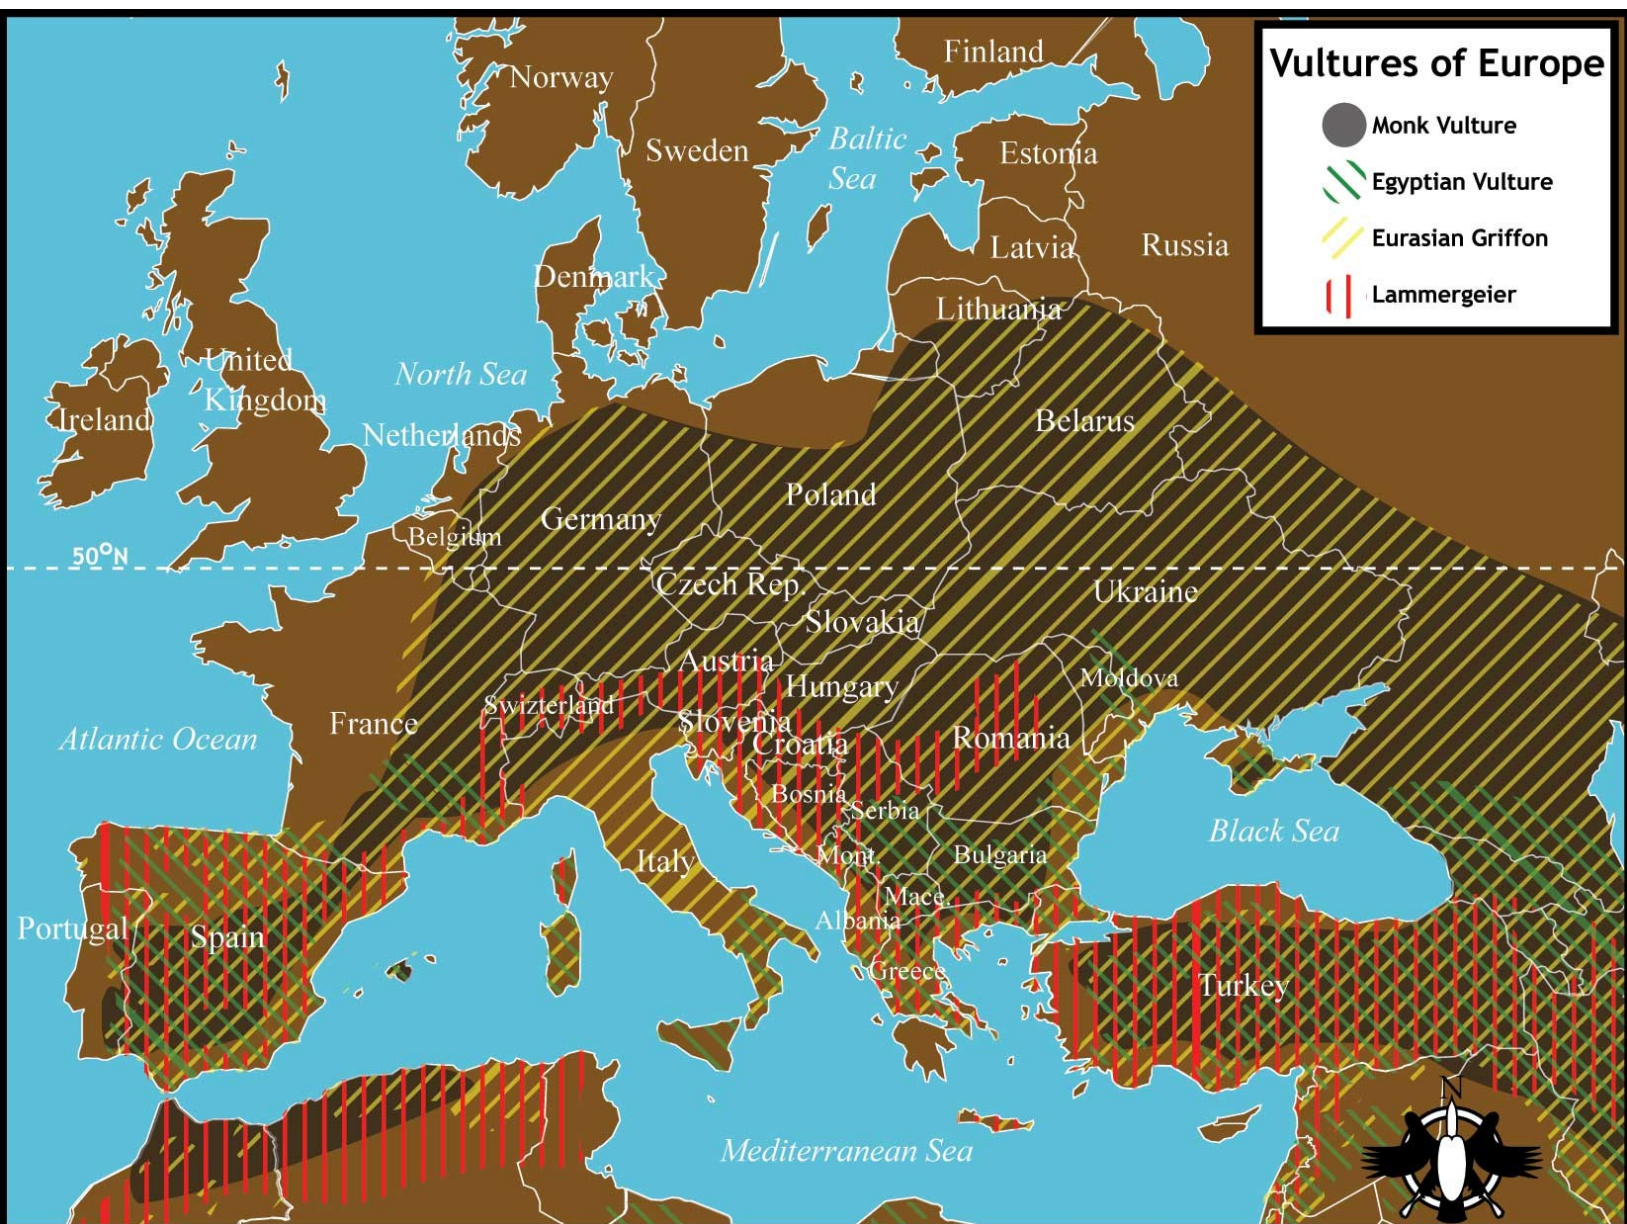 Vultures of Europe
Monk Vulture
Egyptian Vulture
Eurasian Griffon
Lammergeier
Finland
Norway
Sweden
Baltic
Sea
Estonia
Latvia
Russia
Denmark
Lithuania
United
Kingdom
North Sea
Ireland
Netherlands
Belarus
Poland
Germany
Belgium
50°N
Czech Rep.
Ukraine
Slovakia
Austria
Hungary
Moldova
Swizterland
Atlantic Ocean
France
Slovenia
Croatia
Romania
Bosnia
Serbia
Black Sea
Mont.
Bulgaria
Italy
Mace.
Albania
Portugal
Spain
Greece
Turkey
N
Mediterranean Sea